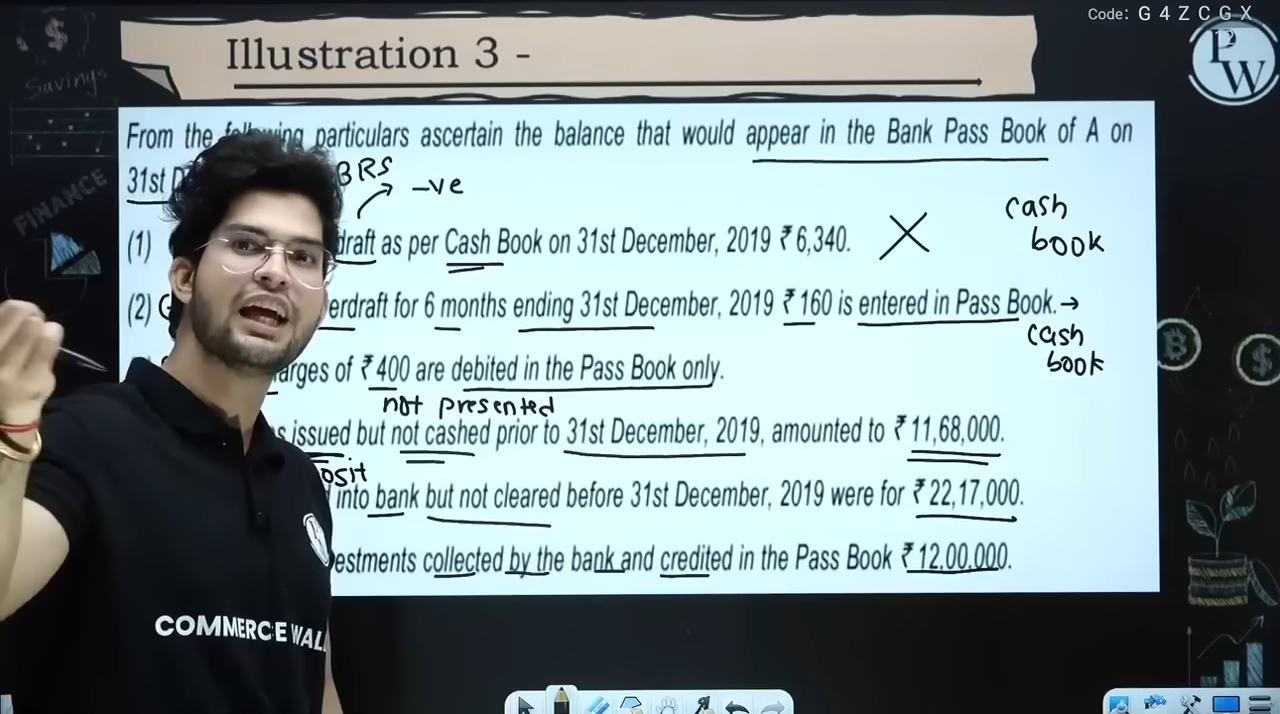 Code: G 4 Z C G X
Illustration 3 -
Savings
PW
From the following particulars ascertain the balance that would appear in the Bank Pass Book of A on
31st
BRS
-ve
FINANCE
cash
book
(1) draft as per Cash Book on 31st December, 2019 ₹ 6,340.
(2) erdraft for 6 months ending 31st December, 2019 ₹ 160 is entered in Pass Book. →
cash
book
arges of ₹ 400 are debited in the Pass Book only.
not presented
s issued but not cashed prior to 31st December, 2019, amounted to ₹ 11,68,000.
osit
into bank but not cleared before 31st December, 2019 were for ₹ 22,17,000.
estments collected by the bank and credited in the Pass Book ₹ 12,00,000.
COMMERCE WALL